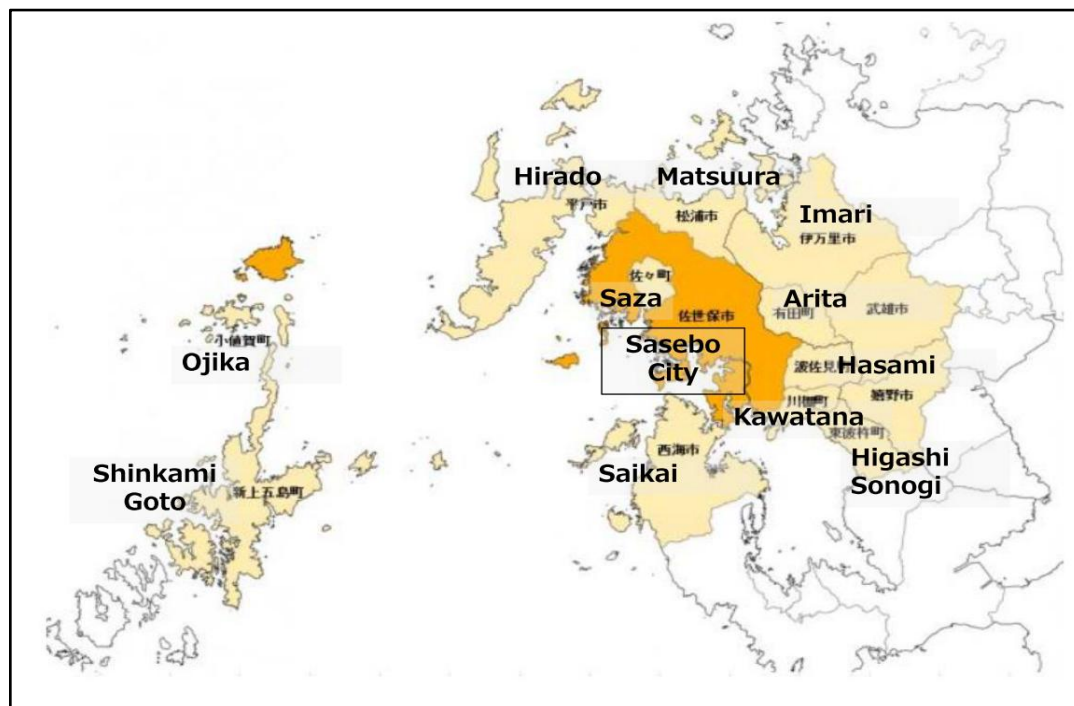 Hirado
Matsuura
平戸市
松浦市
Imari
伊万里市
佐々町
Saza
Arita
有田町
武雄市
佐世保市
小値賀町
Ojika
Sasebo
City
波佐見
Hasami
川棚町
嬉野市
Kawatana
東彼杵町
西海市
Saikai
Higashi
Sonogi
Shinkami
Goto
新上五島町